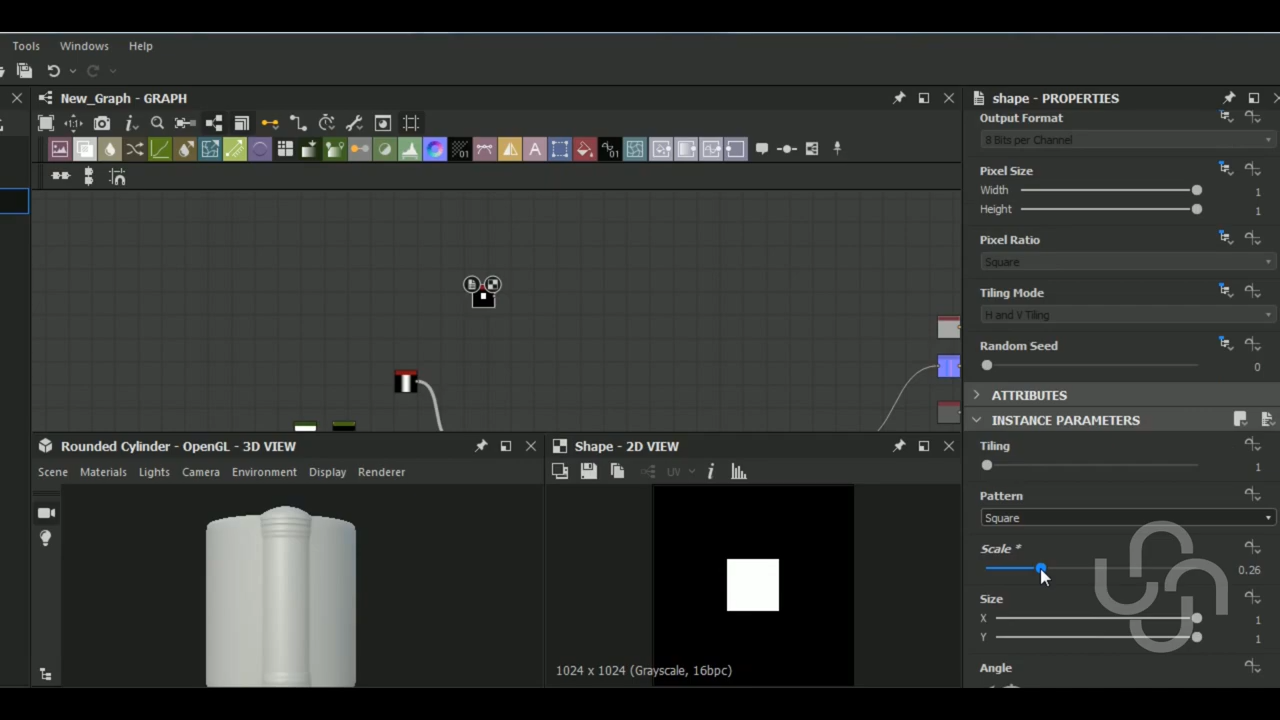 Tools Windows Help
New_Graph - GRAPH
shape - PROPERTIES
Output Format
8 Bits per Channel
Pixel Size
Width 1
Height 1
Pixel Ratio
Square
Tiling Mode
H and V Tiling
Random Seed
0
ATTRIBUTES
INSTANCE PARAMETERS
Tiling
1
Pattern
Square
Scale *
0.26
Size
X 1
Y 1
Angle
Rounded Cylinder - OpenGL - 3D VIEW
Scene Materials Lights Camera Environment Display Renderer
Shape - 2D VIEW
UV
1024 x 1024 (Grayscale, 16bpc)